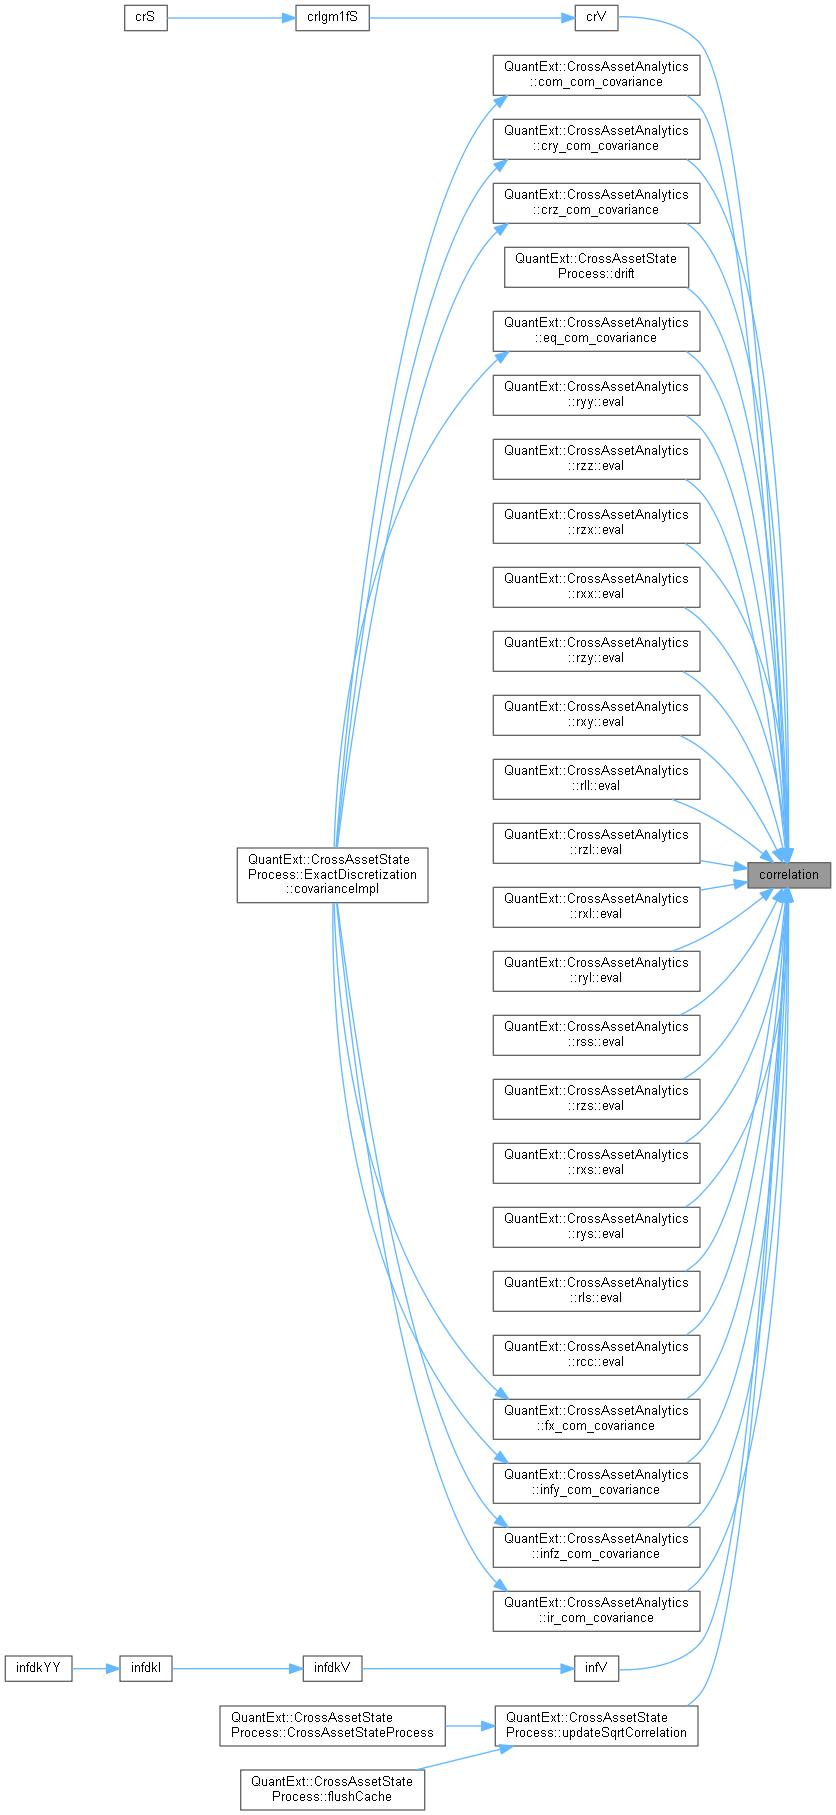 crS
crlgm1fS
crV
QuantExt::CrossAssetAnalytics
::com_com_covariance
QuantExt::CrossAssetAnalytics
::cry_com_covariance
QuantExt::CrossAssetAnalytics
::crz_com_covariance
QuantExt::CrossAssetState
Process::drift
QuantExt::CrossAssetAnalytics
::eq_com_covariance
QuantExt::CrossAssetAnalytics
::ryy::eval
QuantExt::CrossAssetAnalytics
::rzz::eval
QuantExt::CrossAssetAnalytics
::rzx::eval
QuantExt::CrossAssetAnalytics
::rxx::eval
QuantExt::CrossAssetAnalytics
::rzy::eval
QuantExt::CrossAssetAnalytics
::rxy::eval
QuantExt::CrossAssetAnalytics
::rll::eval
QuantExt::CrossAssetAnalytics
::rzl::eval
QuantExt::CrossAssetState
Process::ExactDiscretization
::covarianceImpl
correlation
QuantExt::CrossAssetAnalytics
::rxl::eval
QuantExt::CrossAssetAnalytics
::ryl::eval
QuantExt::CrossAssetAnalytics
::rss::eval
QuantExt::CrossAssetAnalytics
::rzs::eval
QuantExt::CrossAssetAnalytics
::rxs::eval
QuantExt::CrossAssetAnalytics
::rys::eval
QuantExt::CrossAssetAnalytics
::rls::eval
QuantExt::CrossAssetAnalytics
::rcc::eval
QuantExt::CrossAssetAnalytics
::fx_com_covariance
QuantExt::CrossAssetAnalytics
::infy_com_covariance
QuantExt::CrossAssetAnalytics
::infz_com_covariance
QuantExt::CrossAssetAnalytics
::ir_com_covariance
infdkYY
infdkI
infdkV
infV
QuantExt::CrossAssetState
Process::CrossAssetStateProcess
QuantExt::CrossAssetState
Process::updateSqrtCorrelation
QuantExt::CrossAssetState
Process::flushCache